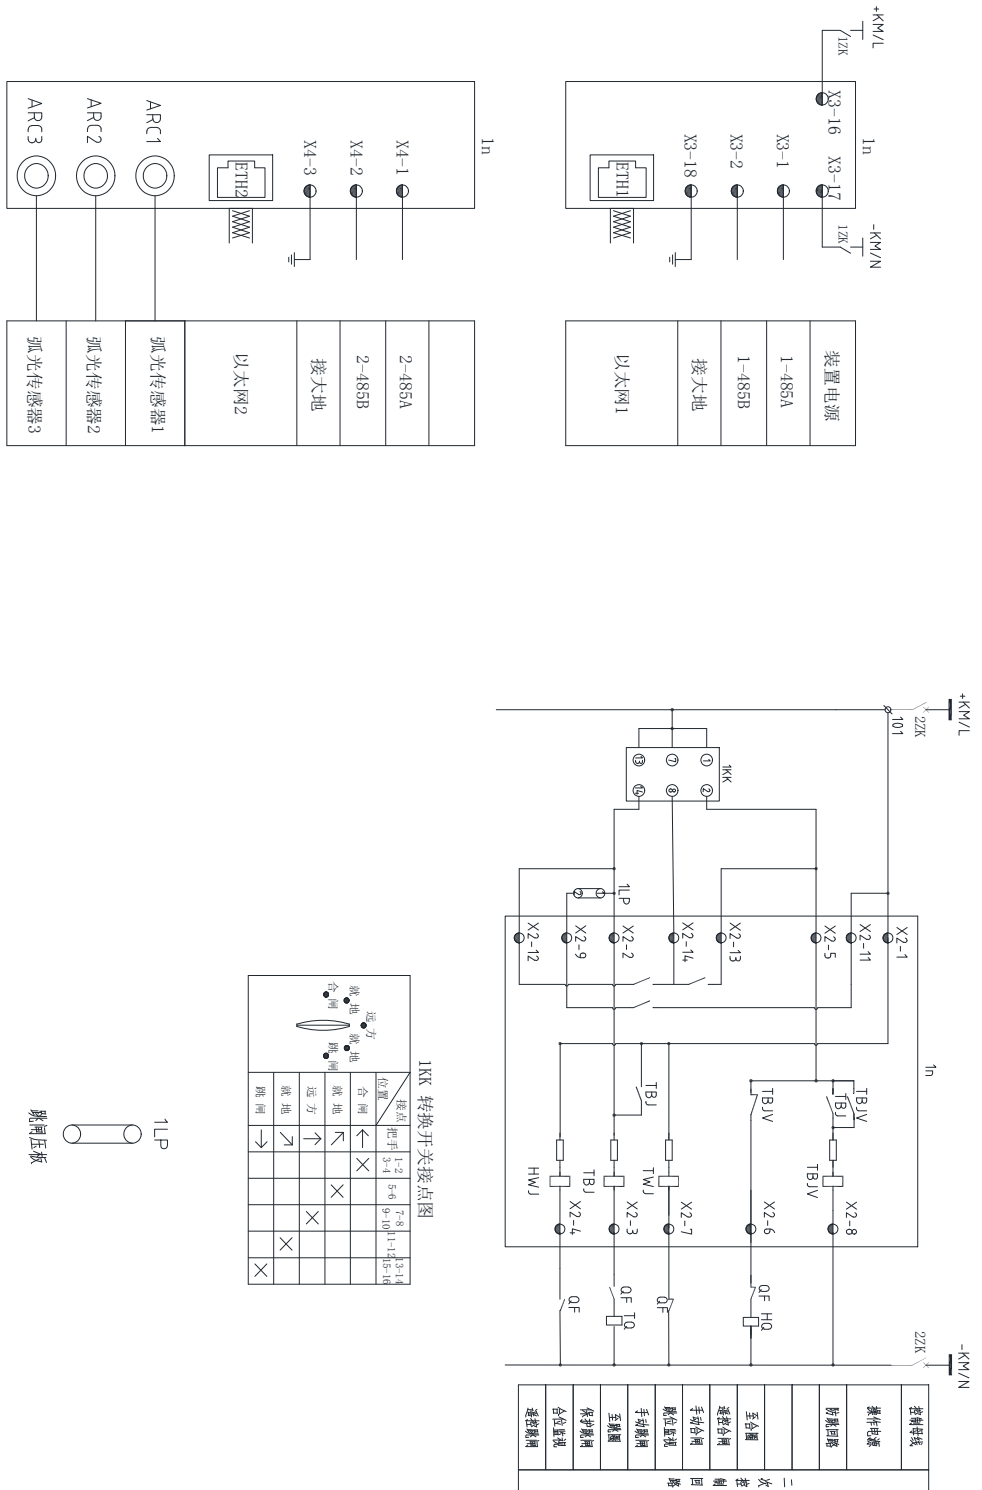 +KM/L
1ZK
X3-16
1n
X3-17
1ZK
-KM/N
X3-1
X3-2
X3-18
ETH1
装置电源
1-485A
1-485B
接大地
以太网1
1n
X4-1
X4-2
X4-3
ETH2
ARC1
ARC2
ARC3
2-485A
2-485B
接大地
以太网2
弧光传感器1
弧光传感器2
弧光传感器3
+KM/L
2ZK
101
1KK
1
2
7
8
13
14
1LP
1
2
X2-1
X2-11
X2-5
X2-13
X2-14
X2-2
X2-9
X2-12
1n
TBJV
TBJ
TBJV
X2-8
TBJV
X2-6
QF
HQ
TWJ
X2-7
QF
TBJ
TBJ
X2-3
QF
TQ
HWJ
X2-4
QF
2ZK
-KM/N
控制母线
操作电源
防跳回路
至合圈
遥控合闸
手动合闸
跳位监视
手动跳闸
至跳圈
保护跳闸
合位监视
遥控跳闸
二
次
控
制
回
路
1KK 转换开关接点图
远方
就地
就地
合闸
跳闸
接点
位置
把手
1-2
3-4
5-6
7-8
9-10
11-12
13-14
15-16
合闸
就地
远方
就地
跳闸
1LP
跳闸压板